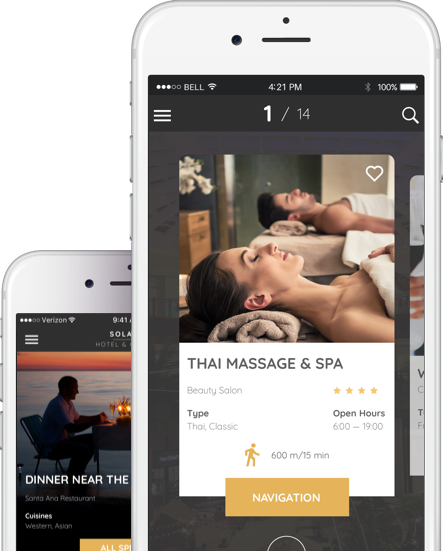 BELL
4:21 PM
100%
1 / 14
THAI MASSAGE & SPA
Beauty Salon
Type
Open Hours
Thai, Classic
6:00 — 19:00
600 m/15 min
NAVIGATION
Verizon
9:41
SOLA
HOTEL &
DINNER NEAR THE
Santa Ana Restaurant
Cuisines
Western, Asian
ALL